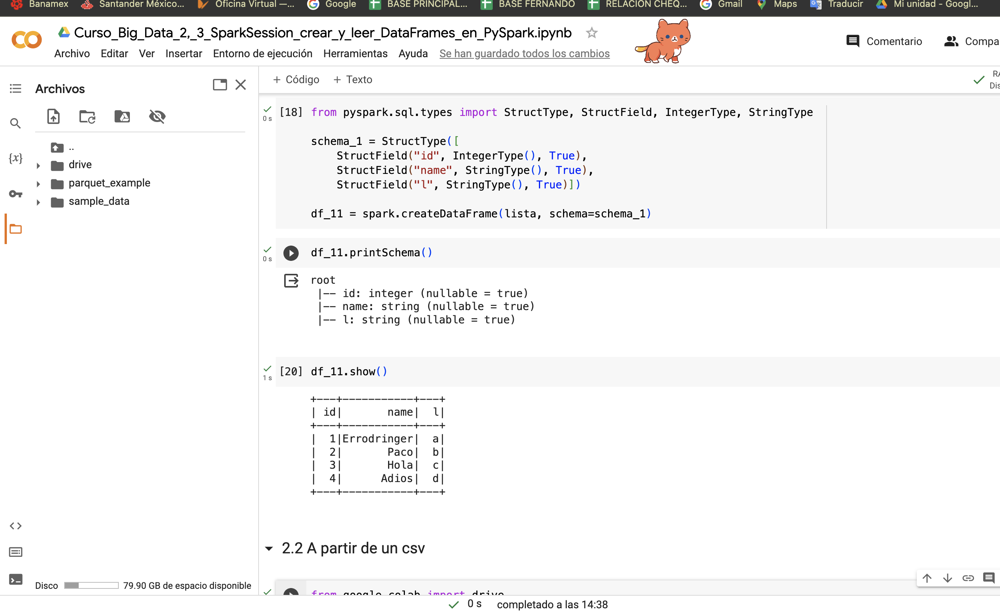 Banamex
Santander México...
Oficina Virtual —...
Google
BASE PRINCIPAL...
BASE FERNANDO
RELACION CHEQ...
Gmail
Maps
Traducir
Mi unidad - Googl...
Curso_Big_Data_2,_3_SparkSession_crear_y_leer_DataFrames_en_PySpark.ipynb
Comentario
Compa
Archivo Editar Ver Insertar Entorno de ejecución Herramientas Ayuda Se han guardado todos los cambios
Archivos
+ Código + Texto
RA
Dis
..
drive
parquet_example
sample_data
{x}
[18] from pyspark.sql.types import StructType, StructField, IntegerType, StringType
0 s
schema_1 = StructType([
    StructField("id", IntegerType(), True),
    StructField("name", StringType(), True),
    StructField("l", StringType(), True)])
df_11 = spark.createDataFrame(lista, schema=schema_1)
df_11.printSchema()
0 s
root
 |-- id: integer (nullable = true)
 |-- name: string (nullable = true)
 |-- l: string (nullable = true)
[20] df_11.show()
1 s
+---+-----------+---+
| id|       name|  l|
+---+-----------+---+
|  1|Errodringer|  a|
|  2|       Paco|  b|
|  3|       Hola|  c|
|  4|      Adios|  d|
+---+-----------+---+
2.2 A partir de un csv
from google.colab import drive
Disco 79.90 GB de espacio disponible
0 s completado a las 14:38